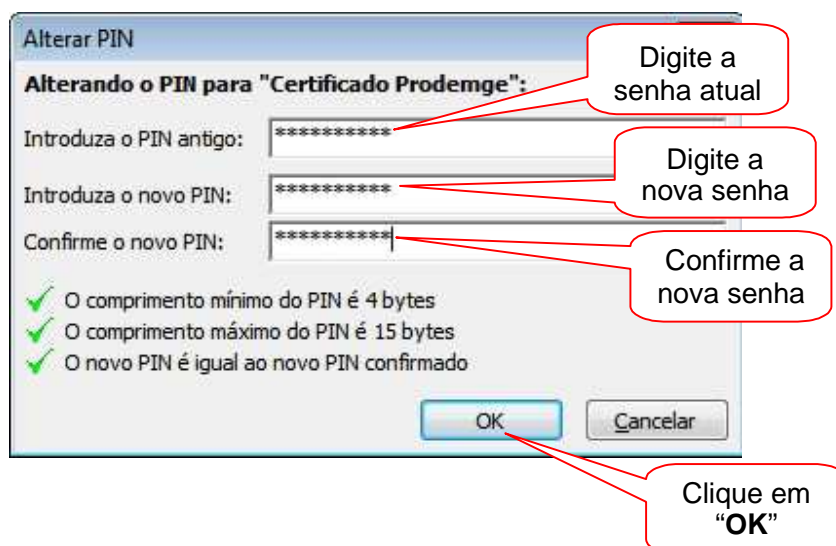 Alterar PIN
Digite a
senha atual
Alterando o PIN para "Certificado Prodemge":
Introduza o PIN antigo: **********
Digite a
nova senha
Introduza o novo PIN: **********
Confirme o novo PIN: **********
Confirme a
nova senha
O comprimento mínimo do PIN é 4 bytes
O comprimento máximo do PIN é 15 bytes
O novo PIN é igual ao novo PIN confirmado
OK Cancelar
Clique em
“OK”